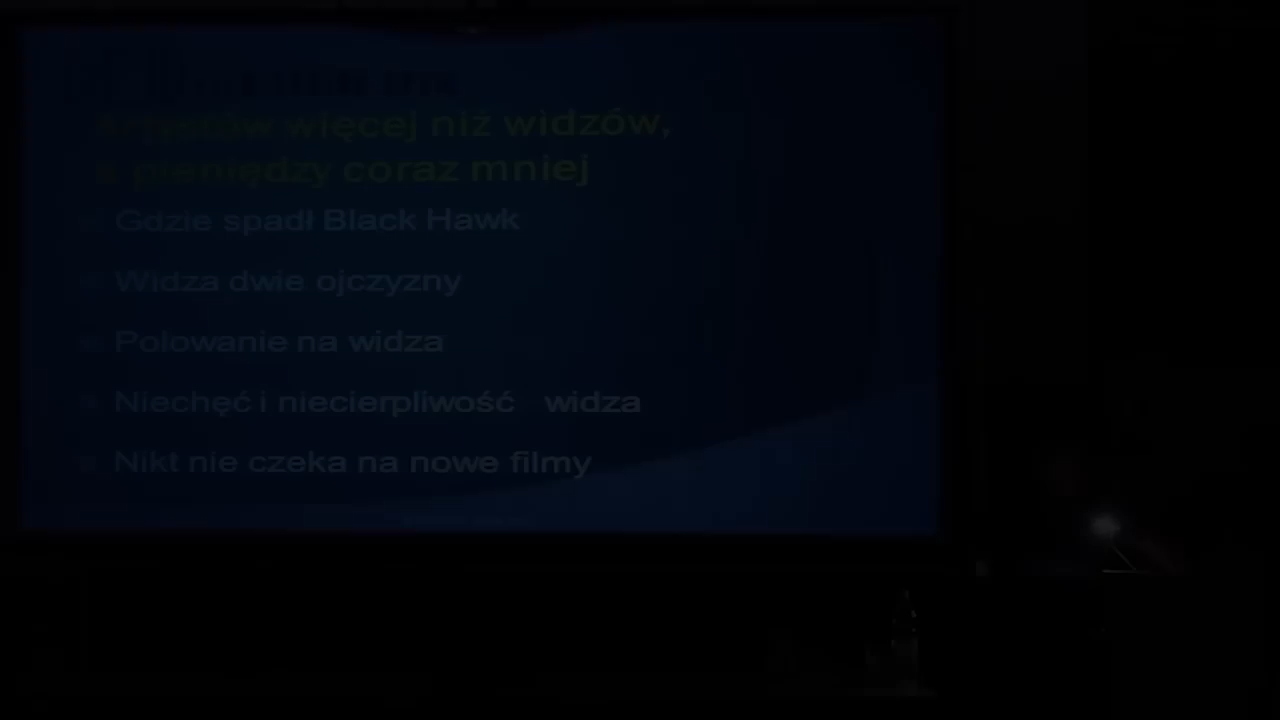 artystów więcej niż widzów,
a pieniędzy coraz mniej
Gdzie spadł Black Hawk
Widza dwie ojczyzny
Polowanie na widza
Niechęć i niecierpliwość widza
Nikt nie czeka na nowe filmy